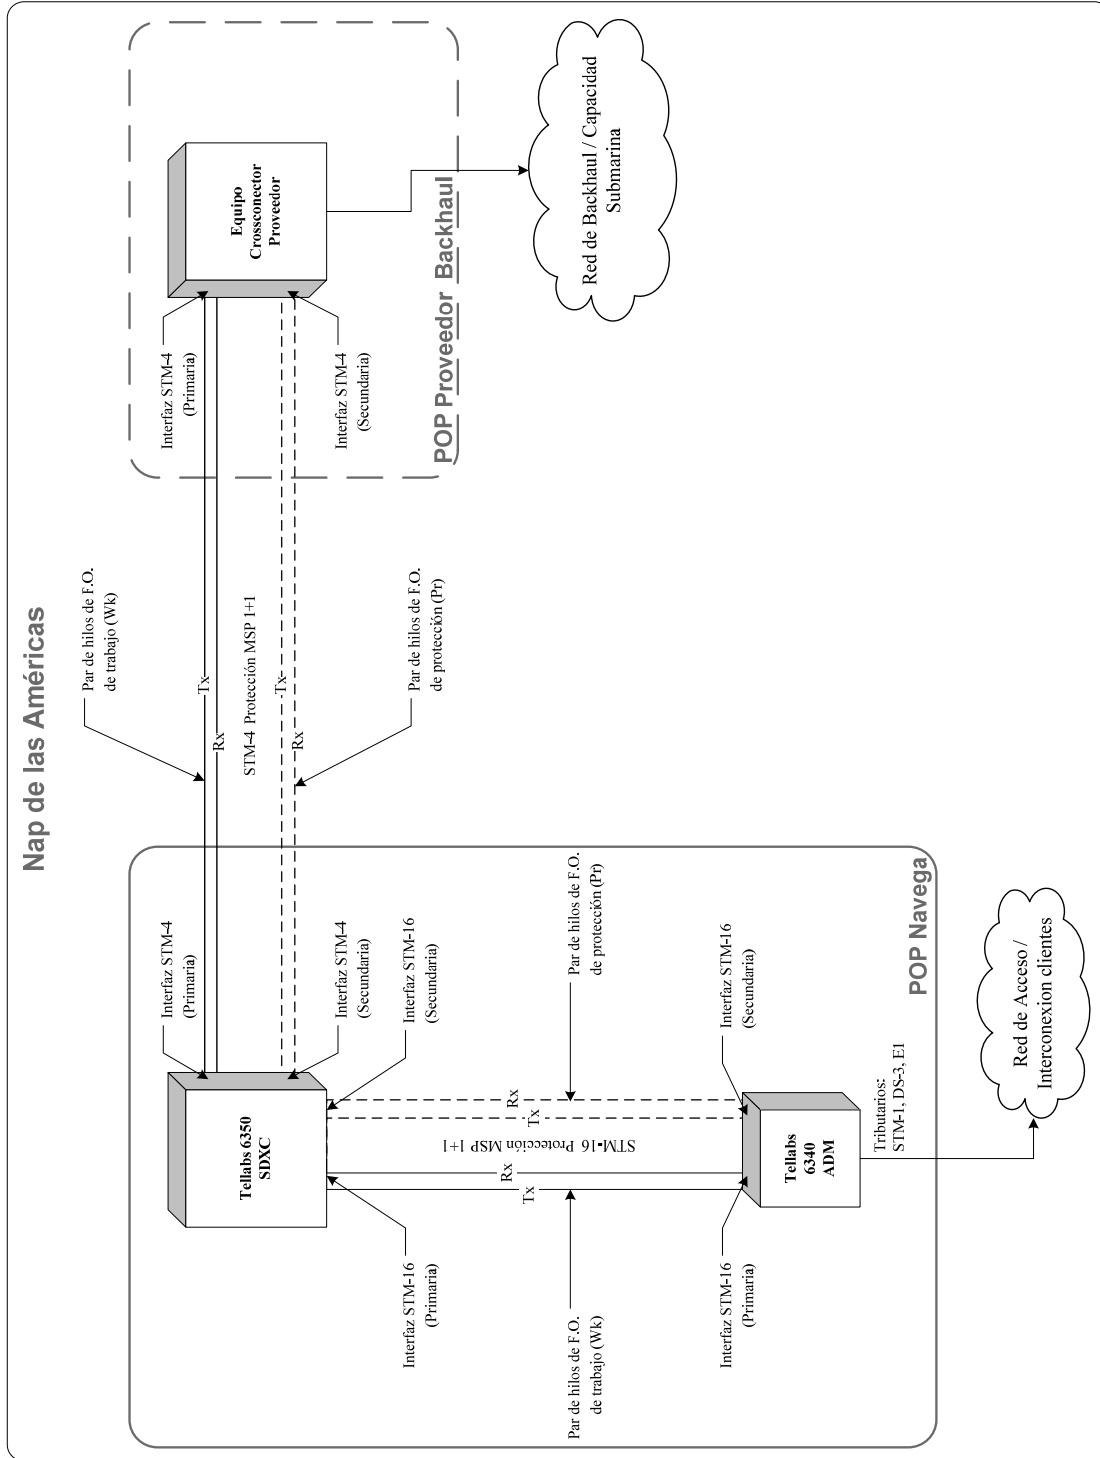 Nap de las Américas
Par de hilos de F.O.
de trabajo (Wk)
Interfaz STM-4
(Primaria)
Interfaz STM-4
(Primaria)
Tellabs 6350
SDXC
Equipo
Crossconector
Proveedor
Tx
Rx
STM-4 Protección MSP 1+1
Tx
Rx
Interfaz STM-4
(Secundaria)
Interfaz STM-4
(Secundaria)
Par de hilos de F.O.
de protección (Pr)
POP Proveedor Backhaul
Interfaz STM-16
(Primaria)
Interfaz STM-16
(Secundaria)
Red de Backhaul / Capacidad
Submarina
Tx
Rx
STM-16 Protección MSP 1+1
Tx
Rx
Par de hilos de F.O.
de trabajo (Wk)
Par de hilos de F.O.
de protección (Pr)
Interfaz STM-16
(Primaria)
Interfaz STM-16
(Secundaria)
Tellabs
6340
ADM
POP Navega
Tributarios:
STM-1, DS-3, E1
Red de Acceso /
Interconexion clientes